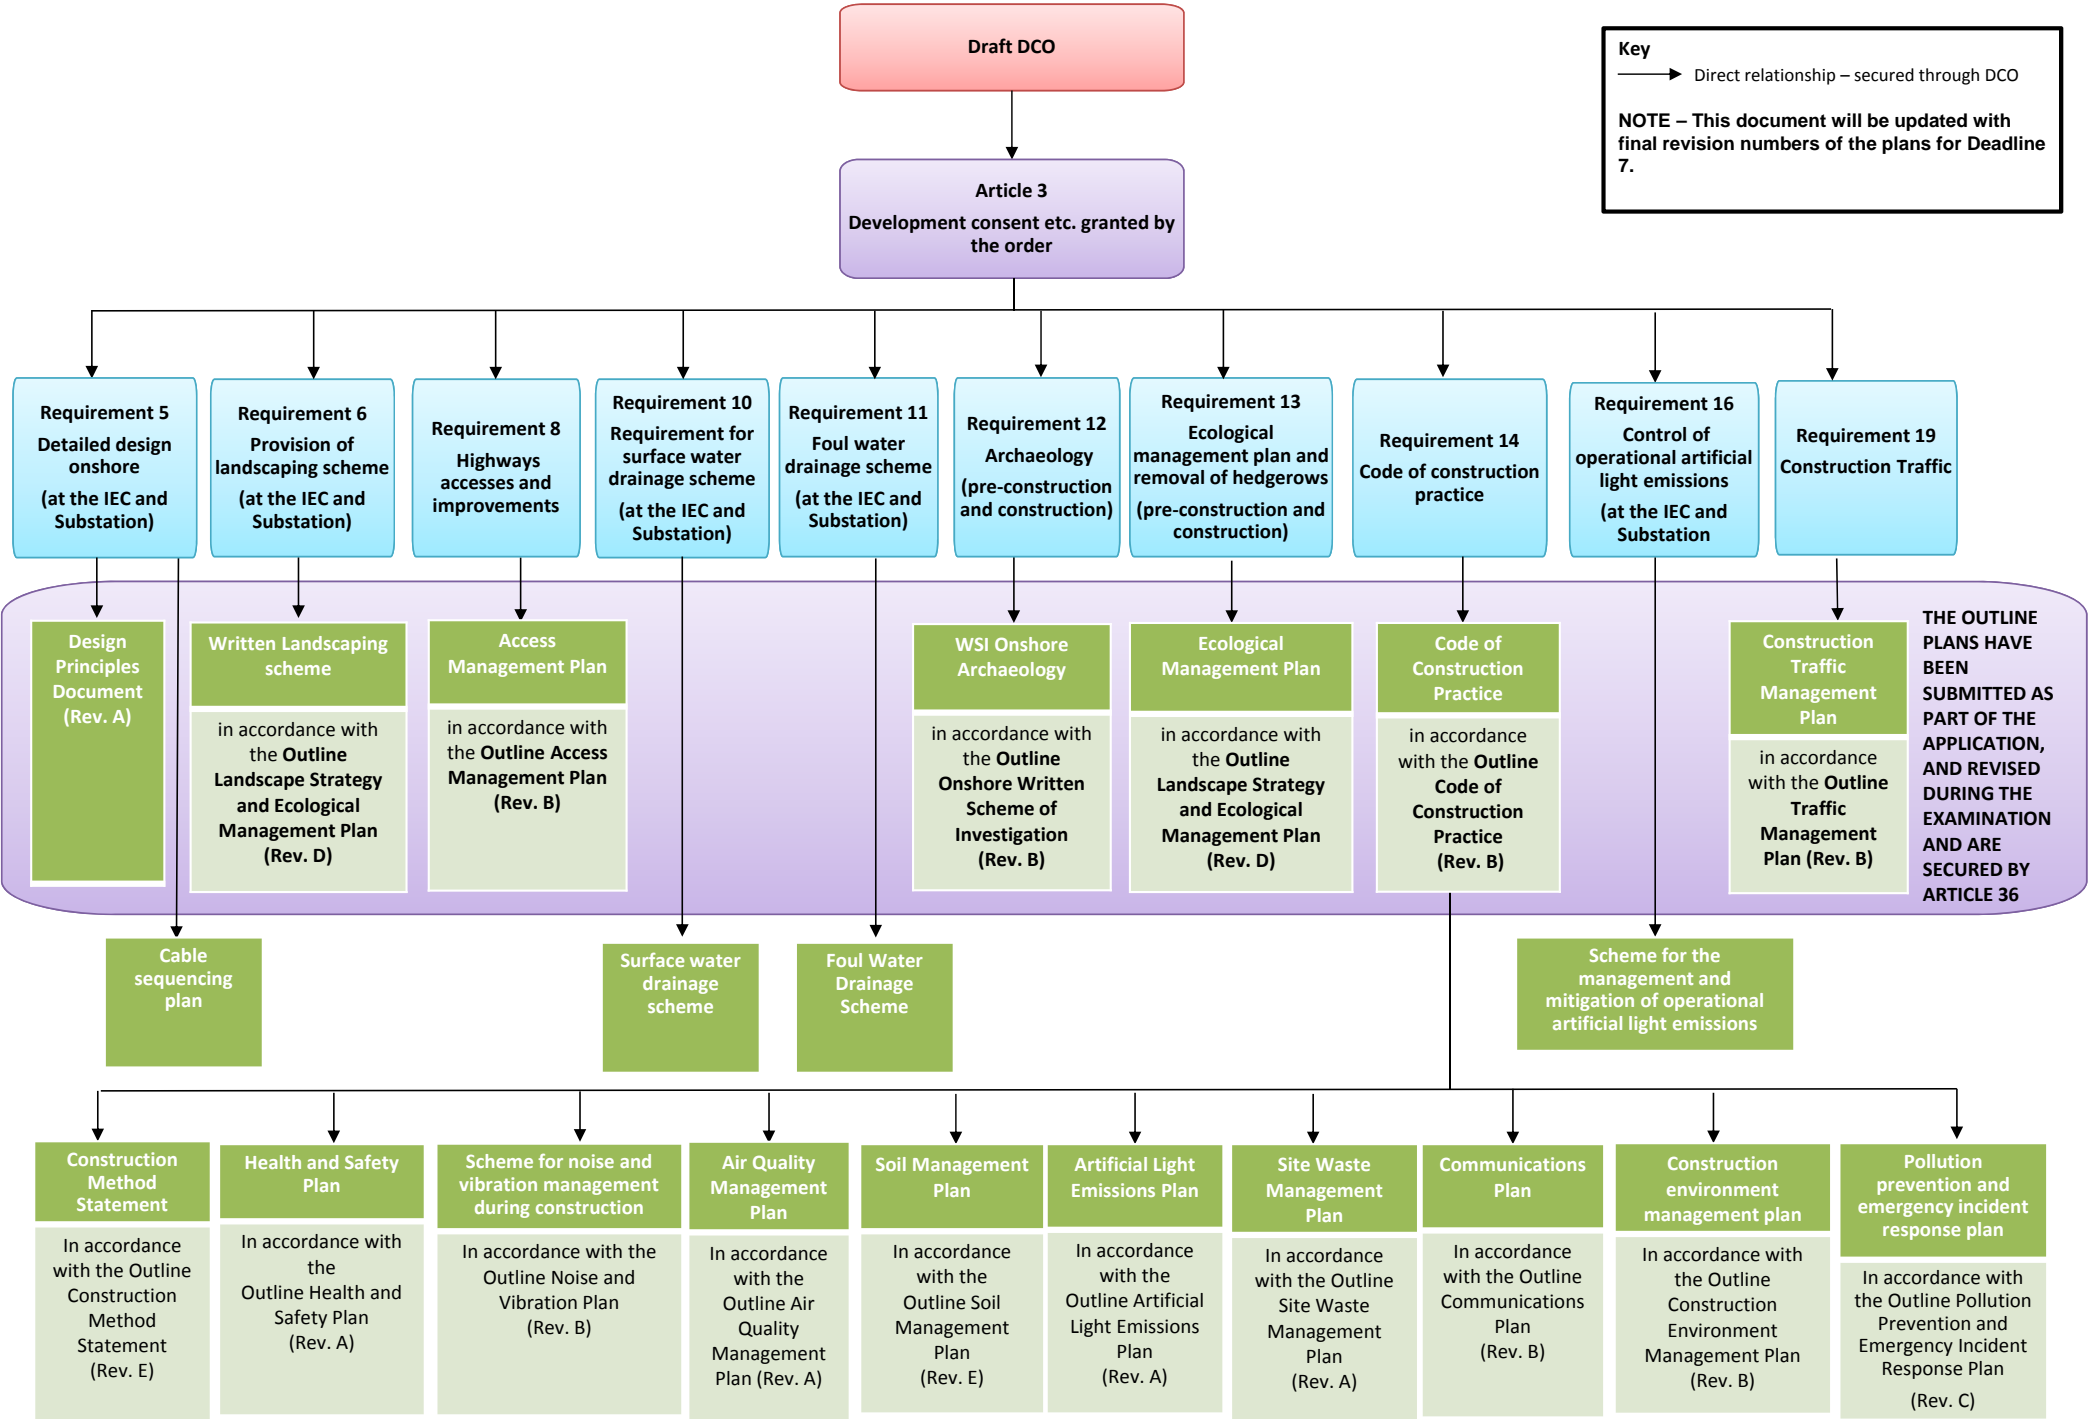 Draft DCO
Key
Direct relationship – secured through DCO
NOTE – This document will be updated with
final revision numbers of the plans for Deadline
7.
Article 3
Development consent etc. granted by
the order
Requirement 5
Detailed design
onshore
(at the IEC and
Substation)
Requirement 6
Provision of
landscaping scheme
(at the IEC and
Substation)
Requirement 8
Highways
accesses and
improvements
Requirement 10
Requirement for
surface water
drainage scheme
(at the IEC and
Substation)
Requirement 11
Foul water
drainage scheme
(at the IEC and
Substation)
Requirement 12
Archaeology
(pre-construction
and construction)
Requirement 13
Ecological
management plan and
removal of hedgerows
(pre-construction and
construction)
Requirement 14
Code of construction
practice
Requirement 16
Control of
operational artificial
light emissions
(at the IEC and
Substation
Requirement 19
Construction Traffic
Design
Principles
Document
(Rev. A)
Written Landscaping
scheme
in accordance with
the Outline
Landscape Strategy
and Ecological
Management Plan
(Rev. D)
Access
Management Plan
in accordance with
the Outline Access
Management Plan
(Rev. B)
WSI Onshore
Archaeology
in accordance with
the Outline
Onshore Written
Scheme of
Investigation
(Rev. B)
Ecological
Management Plan
in accordance with
the Outline
Landscape Strategy
and Ecological
Management Plan
(Rev. D)
Code of
Construction
Practice
in accordance
with the Outline
Code of
Construction
Practice
(Rev. B)
Construction
Traffic
Management
Plan
in accordance
with the Outline
Traffic
Management
Plan (Rev. B)
THE OUTLINE
PLANS HAVE
BEEN
SUBMITTED AS
PART OF THE
APPLICATION,
AND REVISED
DURING THE
EXAMINATION
AND ARE
SECURED BY
ARTICLE 36
Cable
sequencing
plan
Surface water
drainage
scheme
Foul Water
Drainage
Scheme
Scheme for the
management and
mitigation of operational
artificial light emissions
Construction
Method
Statement
In accordance
with the Outline
Construction
Method
Statement
(Rev. E)
Health and Safety
Plan
In accordance with
the
Outline Health and
Safety Plan
(Rev. A)
Scheme for noise and
vibration management
during construction
In accordance with the
Outline Noise and
Vibration Plan
(Rev. B)
Air Quality
Management
Plan
In accordance
with the
Outline Air
Quality
Management
Plan (Rev. A)
Soil Management
Plan
In accordance
with the
Outline Soil
Management
Plan
(Rev. E)
Artificial Light
Emissions Plan
In accordance
with the
Outline Artificial
Light Emissions
Plan
(Rev. A)
Site Waste
Management
Plan
In accordance
with the Outline
Site Waste
Management
Plan
(Rev. A)
Communications
Plan
In accordance
with the Outline
Communications
Plan
(Rev. B)
Construction
environment
management plan
In accordance with
the Outline
Construction
Environment
Management Plan
(Rev. B)
Pollution
prevention and
emergency incident
response plan
In accordance with
the Outline Pollution
Prevention and
Emergency Incident
Response Plan
(Rev. C)